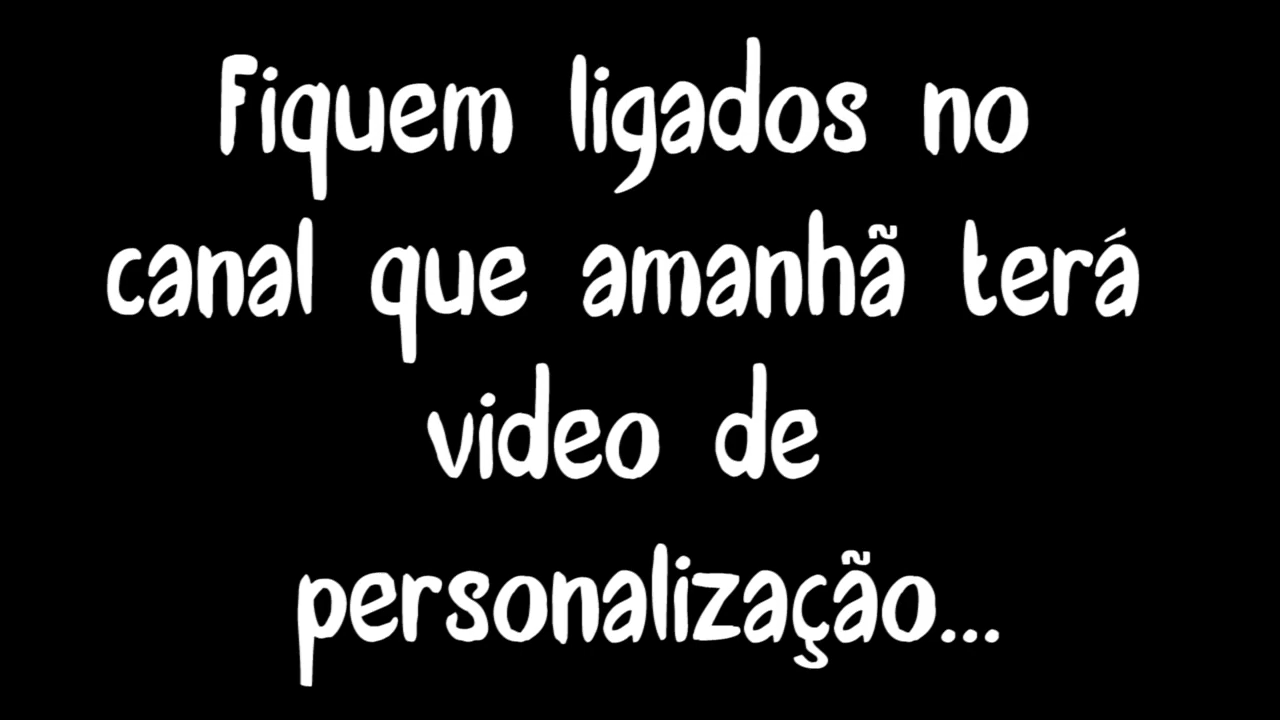 Fiquem ligados no
canal que amanhã terá
video de
personalização...